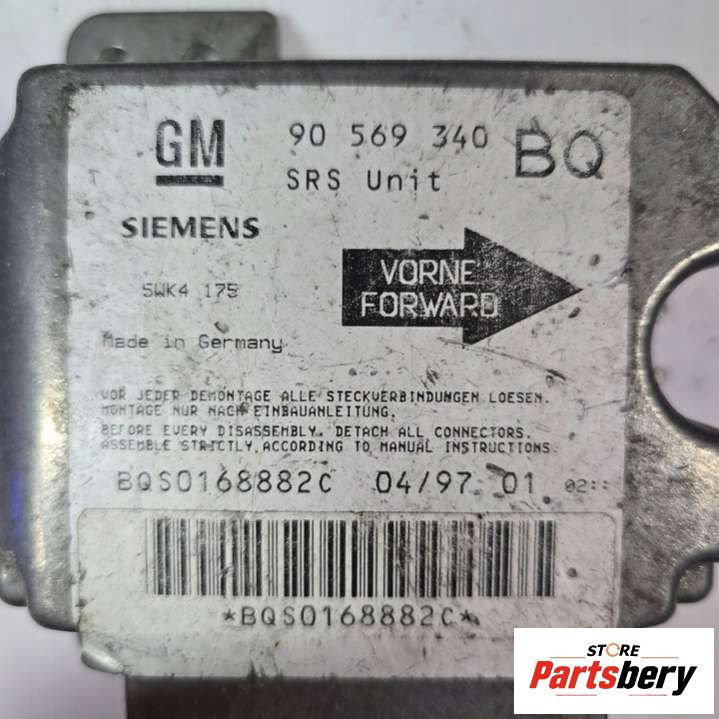 GM
90 569 340 BQ
SRS Unit
SIEMENS
5WK4 175
VORNE
FORWARD
Made in Germany
VOR JEDER DEMONTAGE ALLE STECKVERBINDUNGEN LOESEN.
MONTAGE NUR NACH EINBAUANLEITUNG.
BEFORE EVERY DISASSEMBLY. DETACH ALL CONNECTORS.
ASSEMBLE STRICTLY ACCORDING TO MANUAL INSTRUCTIONS.
BQS0168882C 04/97 01 02::
*BQS0168882C*
STORE
Partsbery